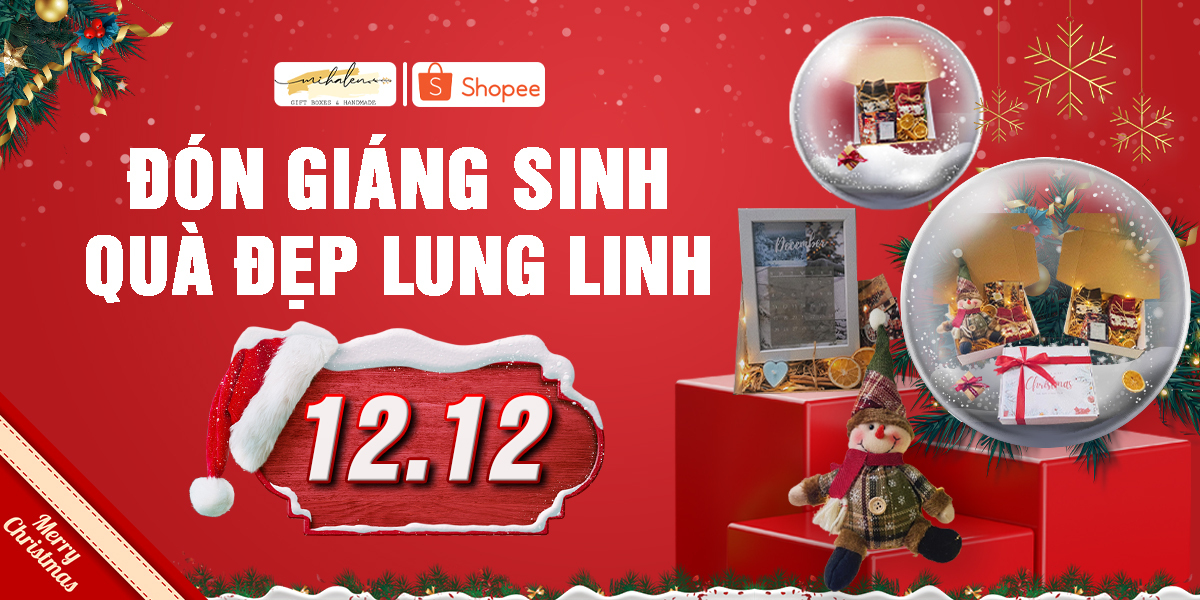 mihalena
GIFT BOXES & HANDMADE
S Shopee
ĐÓN GIÁNG SINH
QUÀ ĐẸP LUNG LINH
12.12
December
Christmas
Merry
Christmas